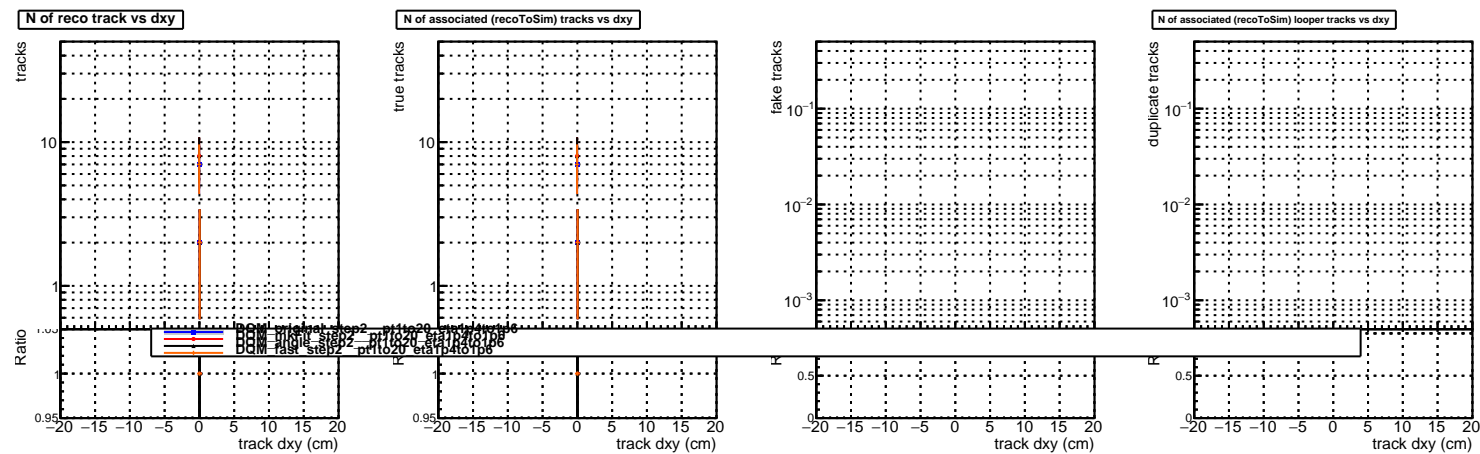 N of reco track vs dxy
tracks
10
1
Ratio
1
0.95
−20 −15 −10 −5 0 5 10 15 20
track dxy (cm)
N of associated (recoToSim) tracks vs dxy
true tracks
10
1
1
0.95
−20 −15 −10 −5 0 5 10 15 20
track dxy (cm)
fake tracks
10−1
10−2
10−3
0.5
0
−20 −15 −10 −5 0 5 10 15 20
track dxy (cm)
N of associated (recoToSim) looper tracks vs dxy
duplicate tracks
10−1
10−2
10−3
0.5
0
−20 −15 −10 −5 0 5 10 15 20
track dxy (cm)
DQM_original_step2__pt1to20_eta1p4to1p6
DQM_angle_step2__pt1to20_eta1p4to1p6
DQM_fast_step2__pt1to20_eta1p4to1p6